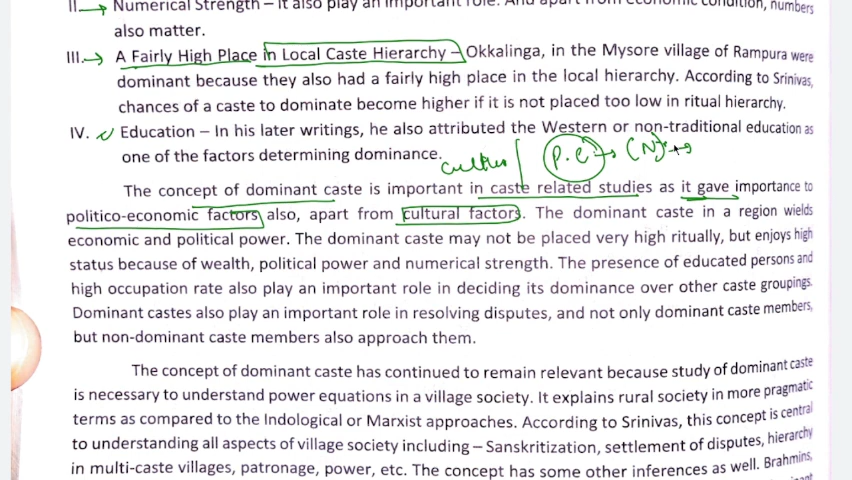 II. → Numerical Strength – It also play an important role. And apart from economic condition, numbers
also matter.
III. → A Fairly High Place in Local Caste Hierarchy – Okkalinga, in the Mysore village of Rampura were
dominant because they also had a fairly high place in the local hierarchy. According to Srinivas,
chances of a caste to dominate become higher if it is not placed too low in ritual hierarchy.
IV. Education – In his later writings, he also attributed the Western or non-traditional education as
one of the factors determining dominance.
P.E → (N) →
The concept of dominant caste is important in caste related studies as it gave importance to
politico-economic factors also, apart from cultural factors. The dominant caste in a region wields
economic and political power. The dominant caste may not be placed very high ritually, but enjoys high
status because of wealth, political power and numerical strength. The presence of educated persons and
high occupation rate also play an important role in deciding its dominance over other caste groupings.
Dominant castes also play an important role in resolving disputes, and not only dominant caste members,
but non-dominant caste members also approach them.
The concept of dominant caste has continued to remain relevant because study of dominant caste
is necessary to understand power equations in a village society. It explains rural society in more pragmatic
terms as compared to the Indological or Marxist approaches. According to Srinivas, this concept is central
to understanding all aspects of village society including – Sanskritization, settlement of disputes, hierarchy
in multi-caste villages, patronage, power, etc. The concept has some other inferences as well. Brahmins,